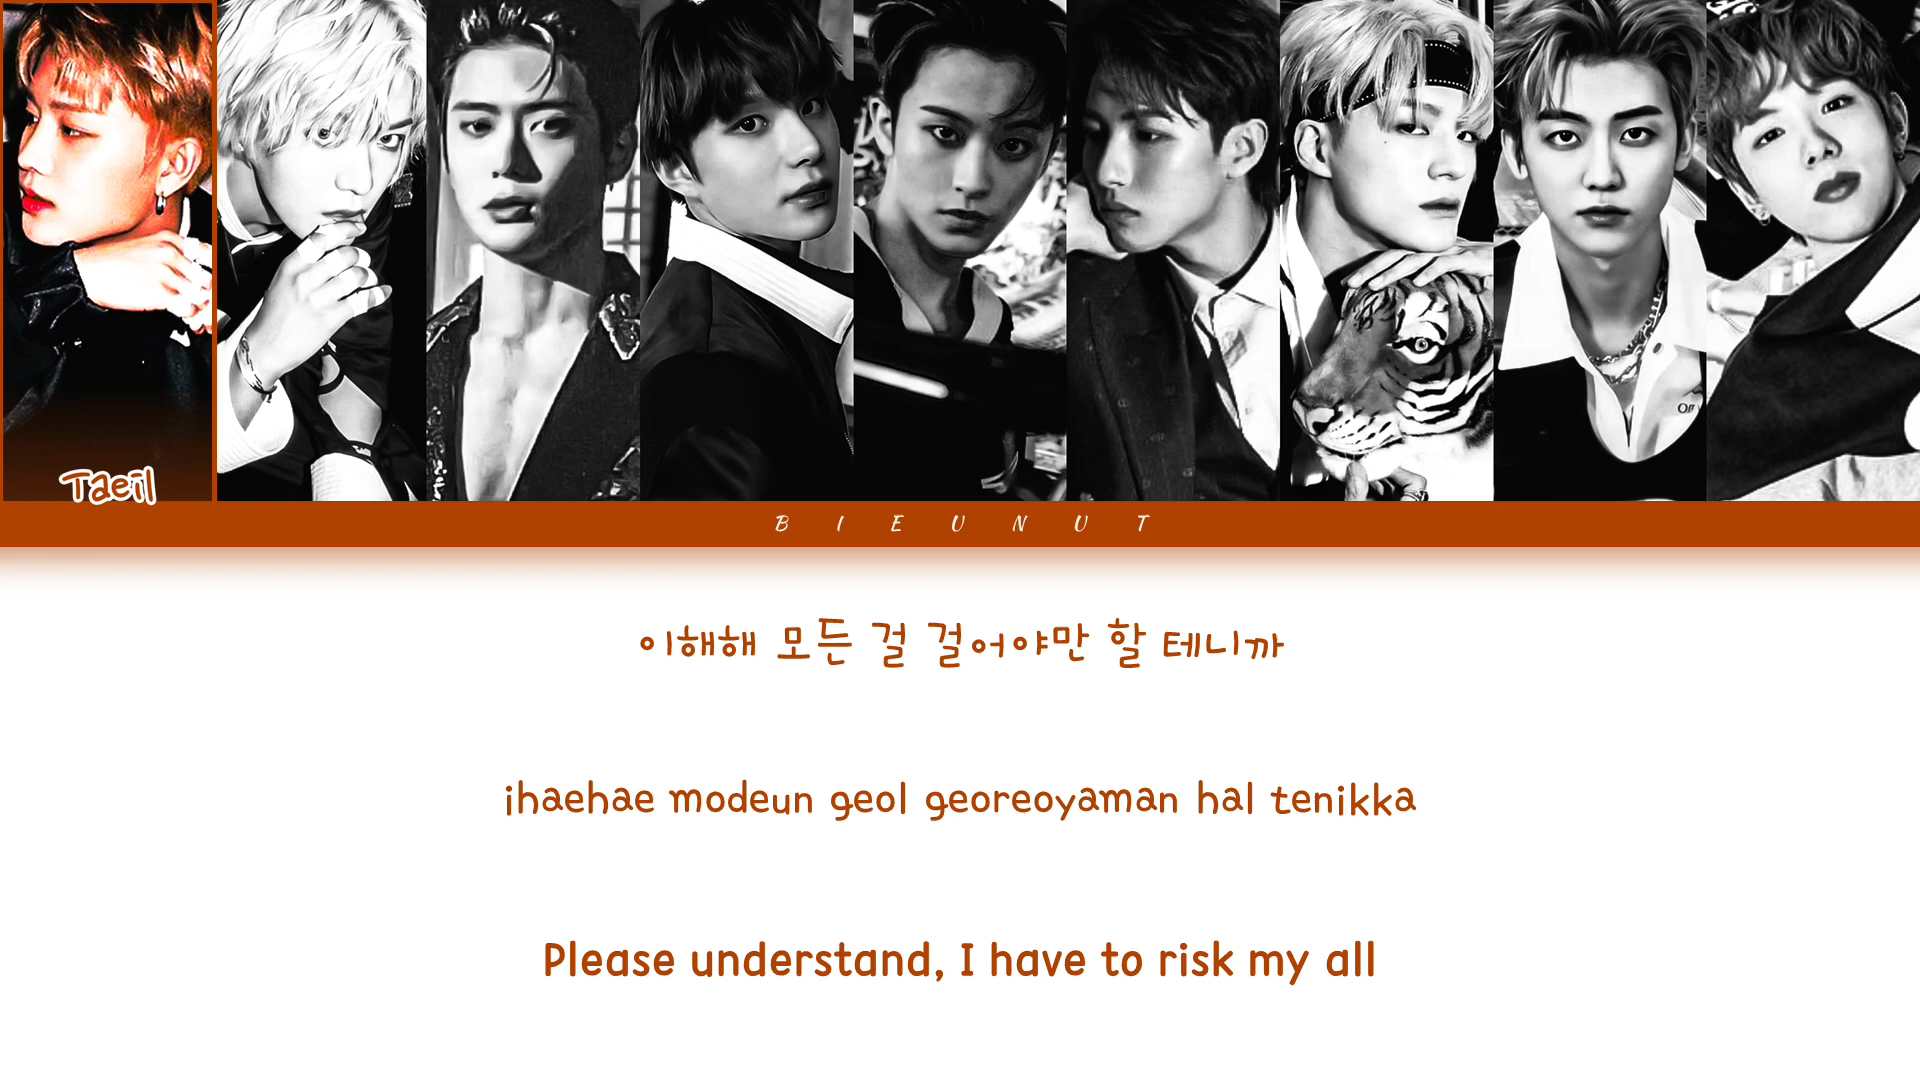 Taeil
B I E U N U T
이해해 모든 걸 걸어야만 할 테니까
ihaehae modeun geol georeoyaman hal tenikka
Please understand, I have to risk my all